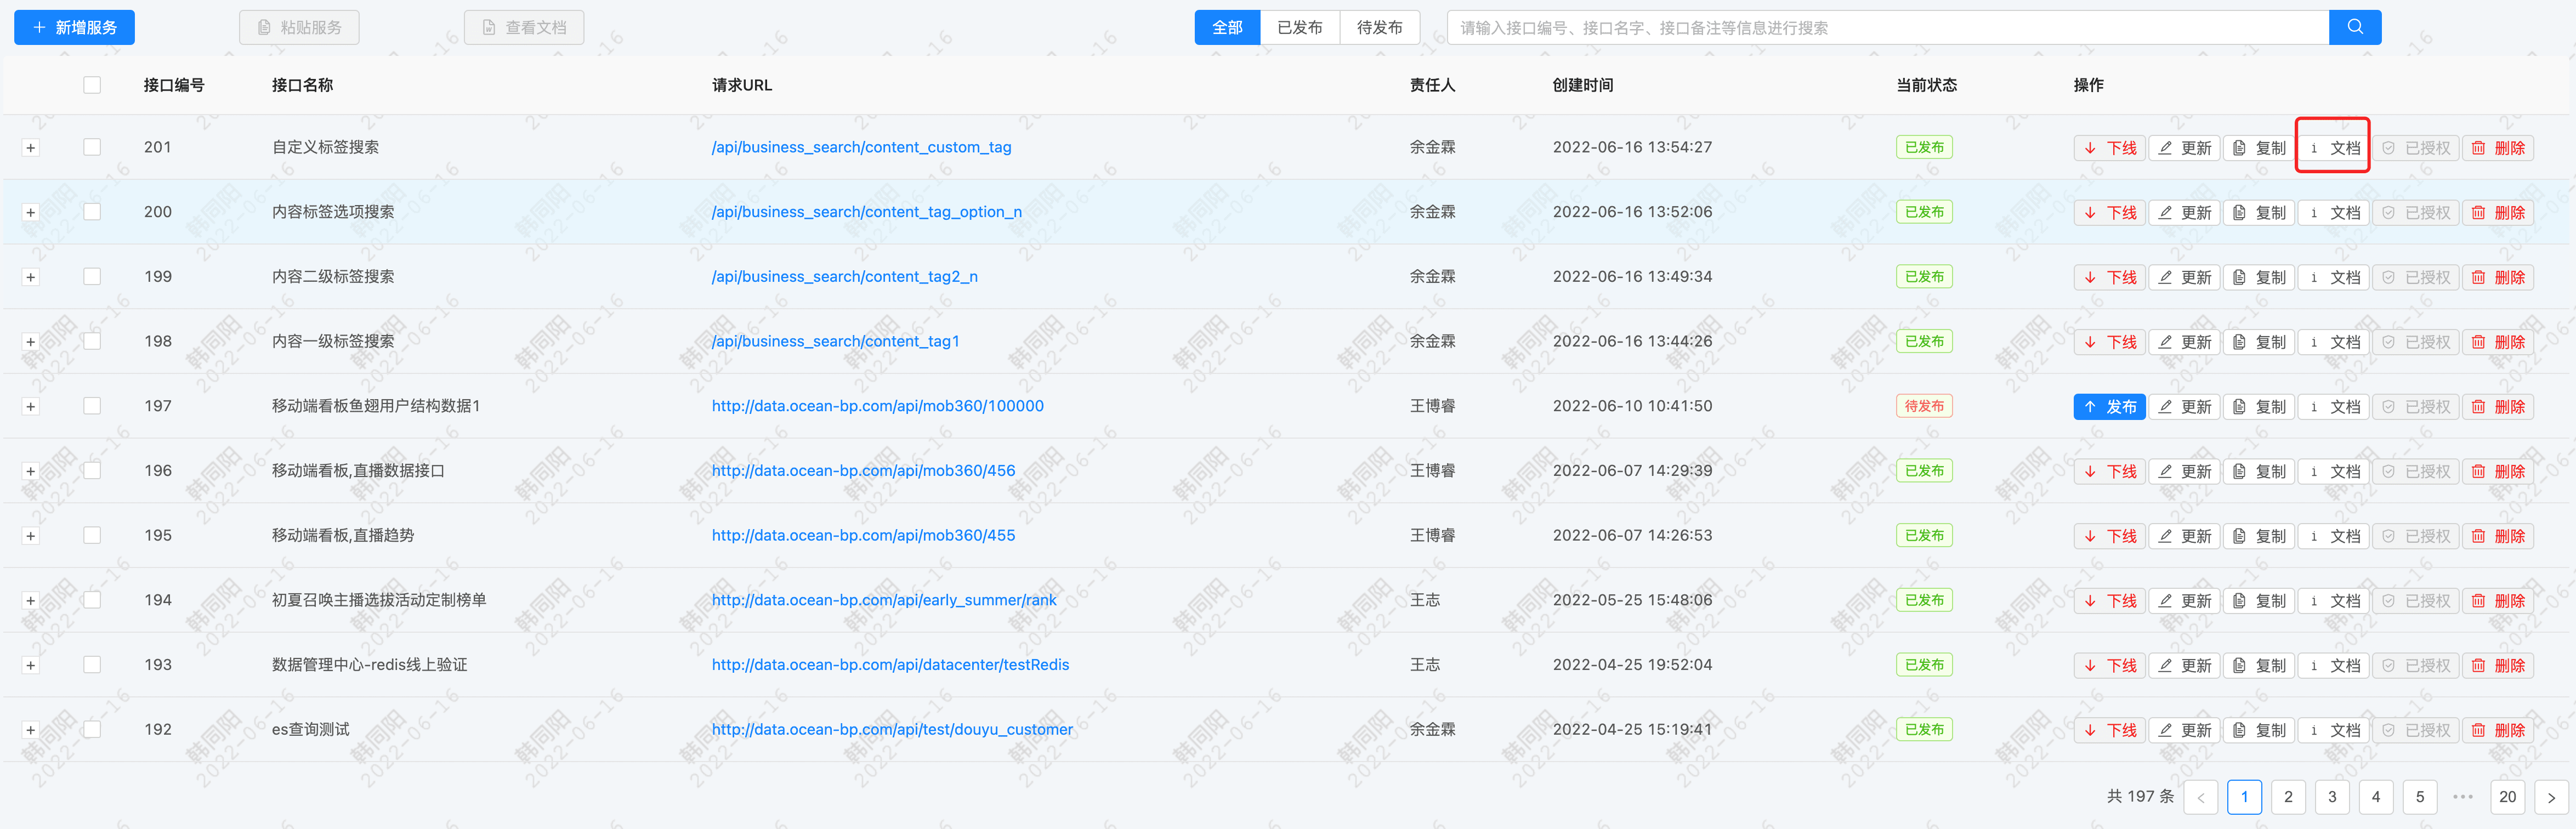 新增服务 粘贴服务 查看文档 全部 已发布 待发布 请输入接口编号、接口名字、接口备注等信息进行搜索
接口编号 接口名称 请求URL 责任人 创建时间 当前状态 操作
201 自定义标签搜索 /api/business_search/content_custom_tag 余金霖 2022-06-16 13:54:27 已发布 下线 更新 复制 文档 已授权 删除
200 内容标签选项搜索 /api/business_search/content_tag_option_n 余金霖 2022-06-16 13:52:06 已发布 下线 更新 复制 文档 已授权 删除
199 内容二级标签搜索 /api/business_search/content_tag2_n 余金霖 2022-06-16 13:49:34 已发布 下线 更新 复制 文档 已授权 删除
198 内容一级标签搜索 /api/business_search/content_tag1 余金霖 2022-06-16 13:44:26 已发布 下线 更新 复制 文档 已授权 删除
197 移动端看板鱼翅用户结构数据1 http://data.ocean-bp.com/api/mob360/100000 王博睿 2022-06-10 10:41:50 待发布 发布 更新 复制 文档 已授权 删除
196 移动端看板,直播数据接口 http://data.ocean-bp.com/api/mob360/456 王博睿 2022-06-07 14:29:39 已发布 下线 更新 复制 文档 已授权 删除
195 移动端看板,直播趋势 http://data.ocean-bp.com/api/mob360/455 王博睿 2022-06-07 14:26:53 已发布 下线 更新 复制 文档 已授权 删除
194 初夏召唤主播选拔活动定制榜单 http://data.ocean-bp.com/api/early_summer/rank 王志 2022-05-25 15:48:06 已发布 下线 更新 复制 文档 已授权 删除
193 数据管理中心-redis线上验证 http://data.ocean-bp.com/api/datacenter/testRedis 王志 2022-04-25 19:52:04 已发布 下线 更新 复制 文档 已授权 删除
192 es查询测试 http://data.ocean-bp.com/api/test/douyu_customer 余金霖 2022-04-25 15:19:41 已发布 下线 更新 复制 文档 已授权 删除
共 197 条 < 1 2 3 4 5 ••• 20 >
韩同阳
2022-06-16